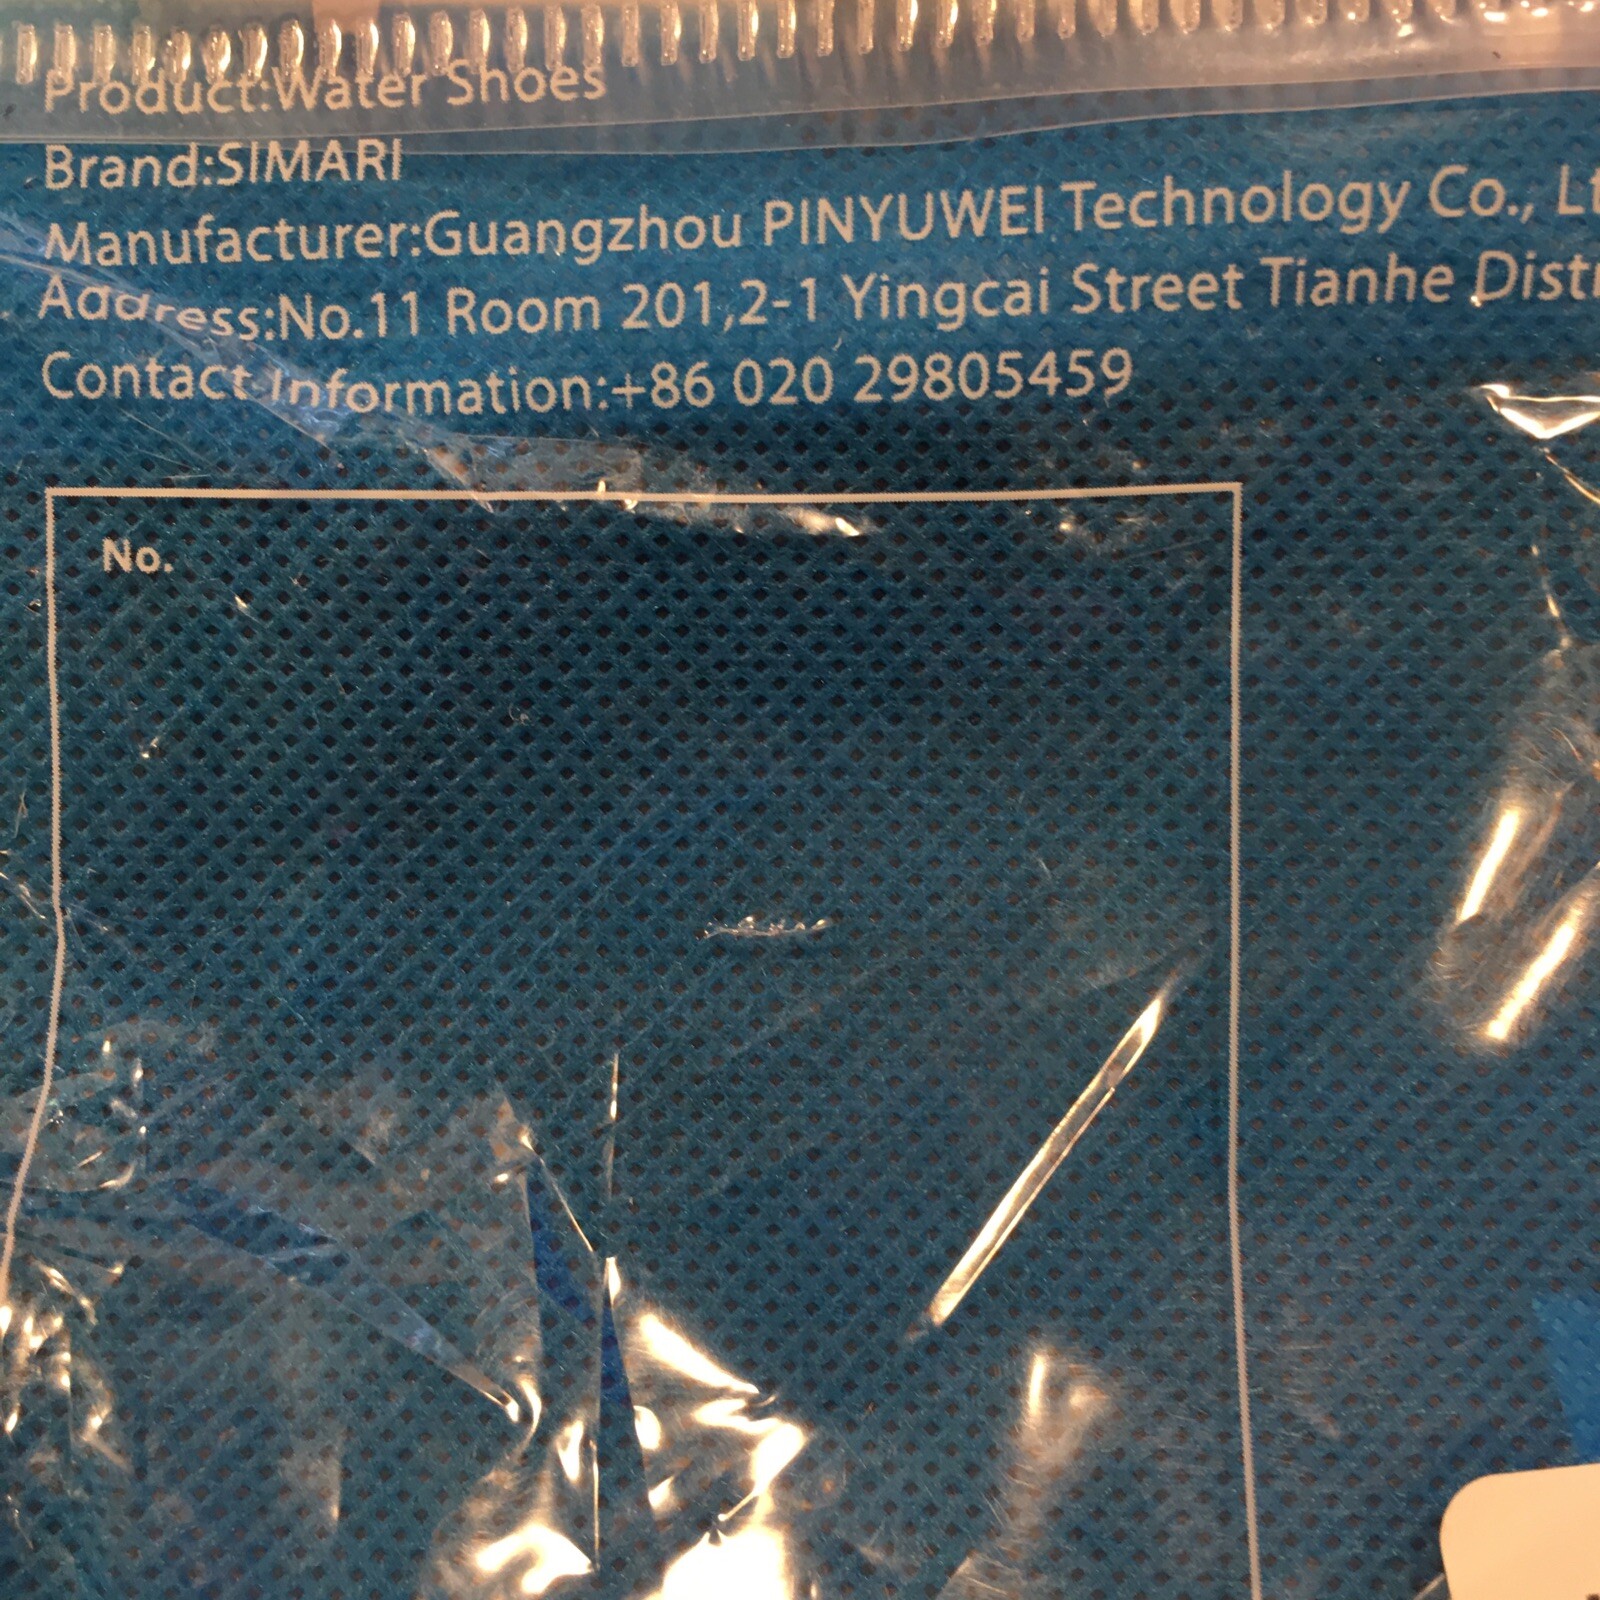 Product:Water Shoes
Brand:SIMARI
Manufacturer:Guangzhou PINYUWEI Technology Co.,
Address:No.11 Room 201,2-1 Yingcai Street Tianhe
Contact Information:+86 020 29805459
No.